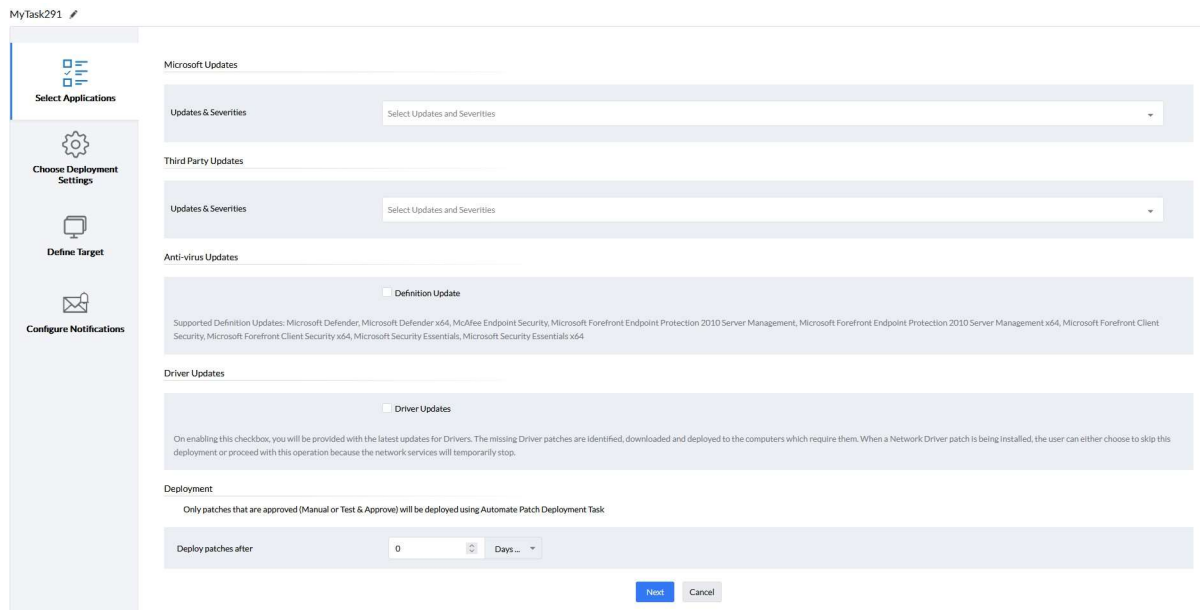 MyTask291
Select Applications
Choose Deployment
Settings
Define Target
Configure Notifications
Microsoft Updates
Updates & Severities
Select Updates and Severities
Third Party Updates
Updates & Severities
Select Updates and Severities
Anti-virus Updates
Definition Update
Supported Definition Updates: Microsoft Defender, Microsoft Defender x64, McAfee Endpoint Security, Microsoft Forefront Endpoint Protection 2010 Server Management, Microsoft Forefront Endpoint Protection 2010 Server Management x64, Microsoft Forefront Client
Security, Microsoft Forefront Client Security x64, Microsoft Security Essentials, Microsoft Security Essentials x64
Driver Updates
Driver Updates
On enabling this checkbox, you will be provided with the latest updates for Drivers. The missing Driver patches are identified, downloaded and deployed to the computers which require them. When a Network Driver patch is being installed, the user can either choose to skip this
deployment or proceed with this operation because the network services will temporarily stop.
Deployment
Only patches that are approved (Manual or Test & Approve) will be deployed using Automate Patch Deployment Task
Deploy patches after
0
Days ...
Next
Cancel